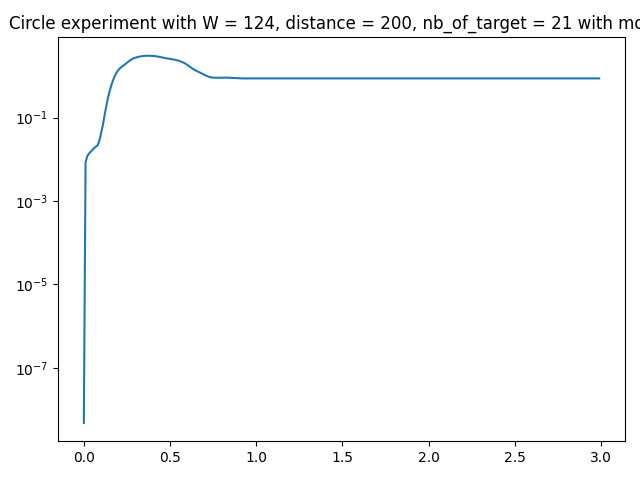 Circle experiment with W = 124, distance = 200, nb_of_target = 21 with mo
10⁻¹
10⁻³
10⁻⁵
10⁻⁷
0.0 0.5 1.0 1.5 2.0 2.5 3.0